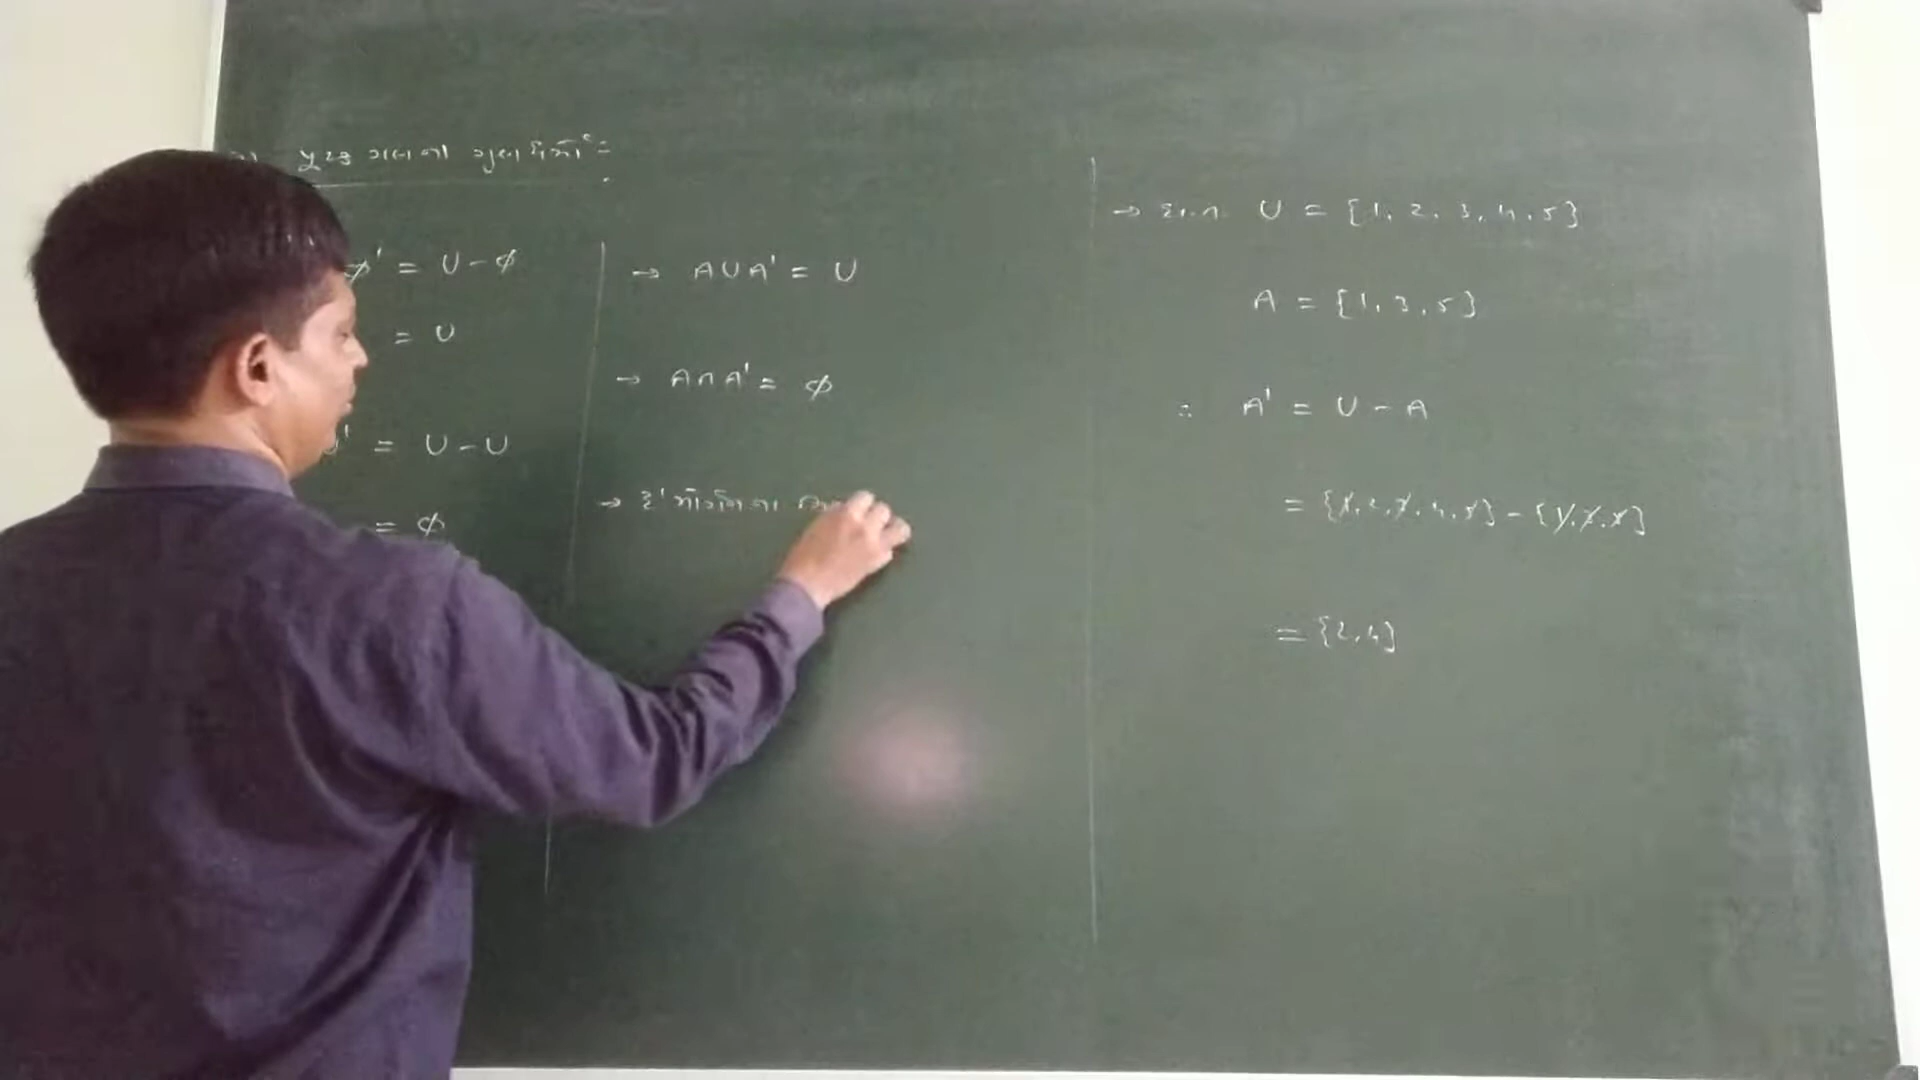 પુરક ગણના ગુણધર્મો :-
φ' = U - φ
= U
U' = U - U
= φ
→ A ∪ A' = U
→ A ∩ A' = φ
→ દ'મોર્ગનના
→ દા.ત. U = {1, 2, 3, 4, 5}
A = {1, 3, 5}
∴ A' = U - A
= {1, 2, 3, 4, 5} - {1, 3, 5}
= {2, 4}